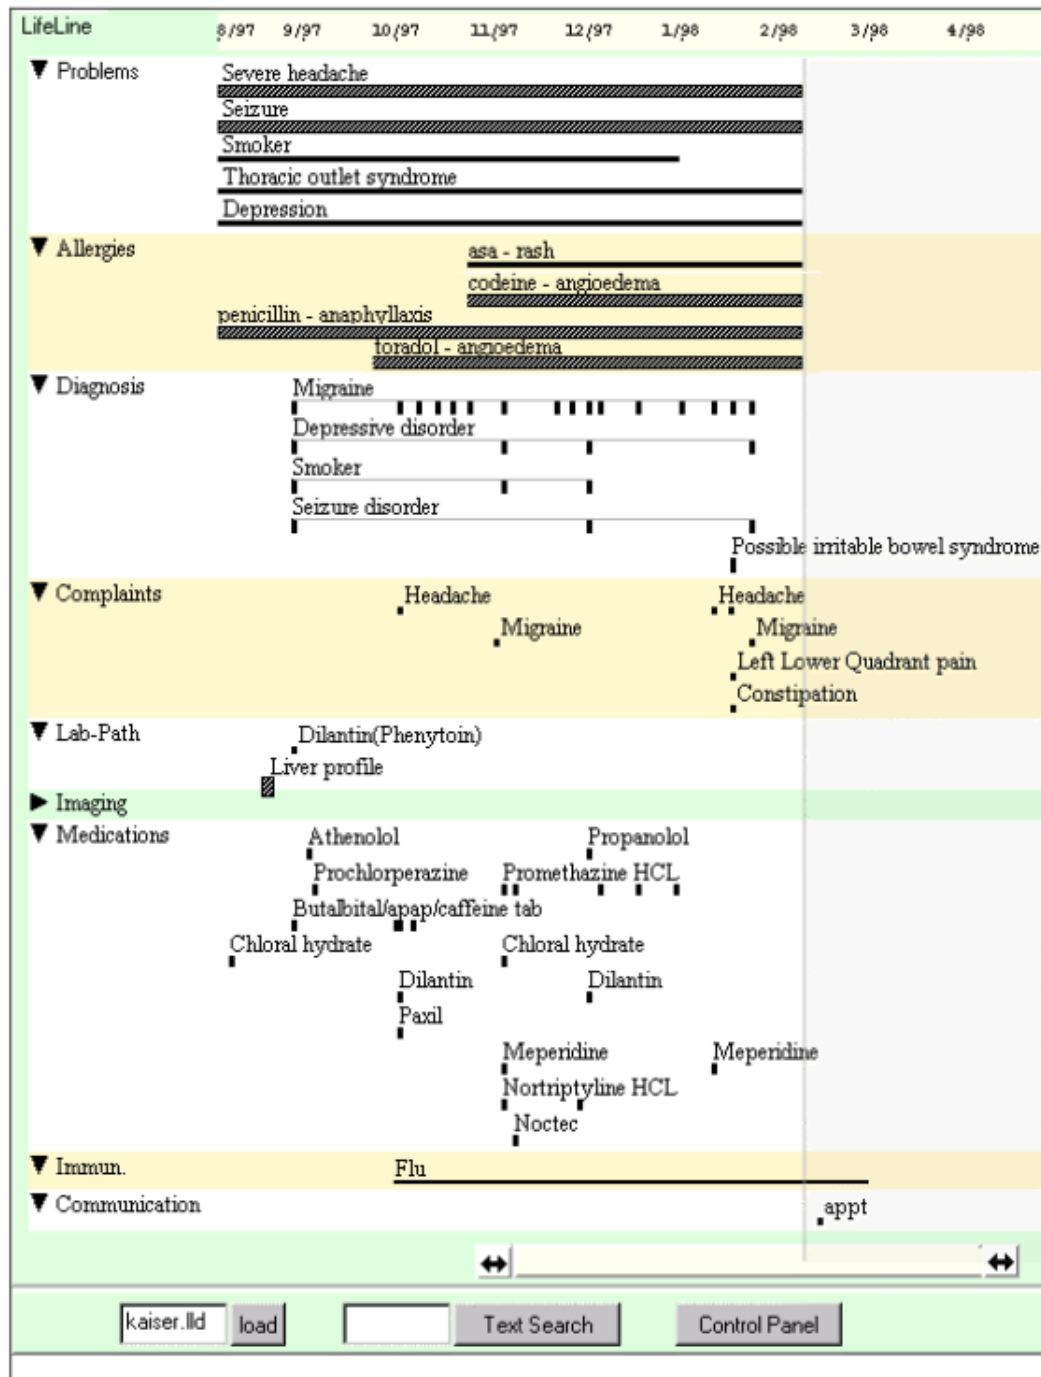 LifeLine 8/97 9/97 10/97 11/97 12/97 1/98 2/98 3/98 4/98
Problems Severe headache
Seizure
Smoker
Thoracic outlet syndrome
Depression
Allergies asa - rash
codeine - angioedema
penicillin - anaphyllaxis
toradol - angioedema
Diagnosis Migraine
Depressive disorder
Smoker
Seizure disorder
Possible irritable bowel syndrome
Complaints Headache Headache
Migraine Migraine
Left Lower Quadrant pain
Constipation
Lab-Path Dilantin(Phenytoin)
Liver profile
Imaging
Medications Athenolol Propanolol
Prochlorperazine Promethazine HCL
Butalbital/apap/caffeine tab
Chloral hydrate Chloral hydrate
Dilantin Dilantin
Paxil
Meperidine Meperidine
Nortriptyline HCL
Noctec
Immun. Flu
Communication appt
kaiser.lld load Text Search Control Panel